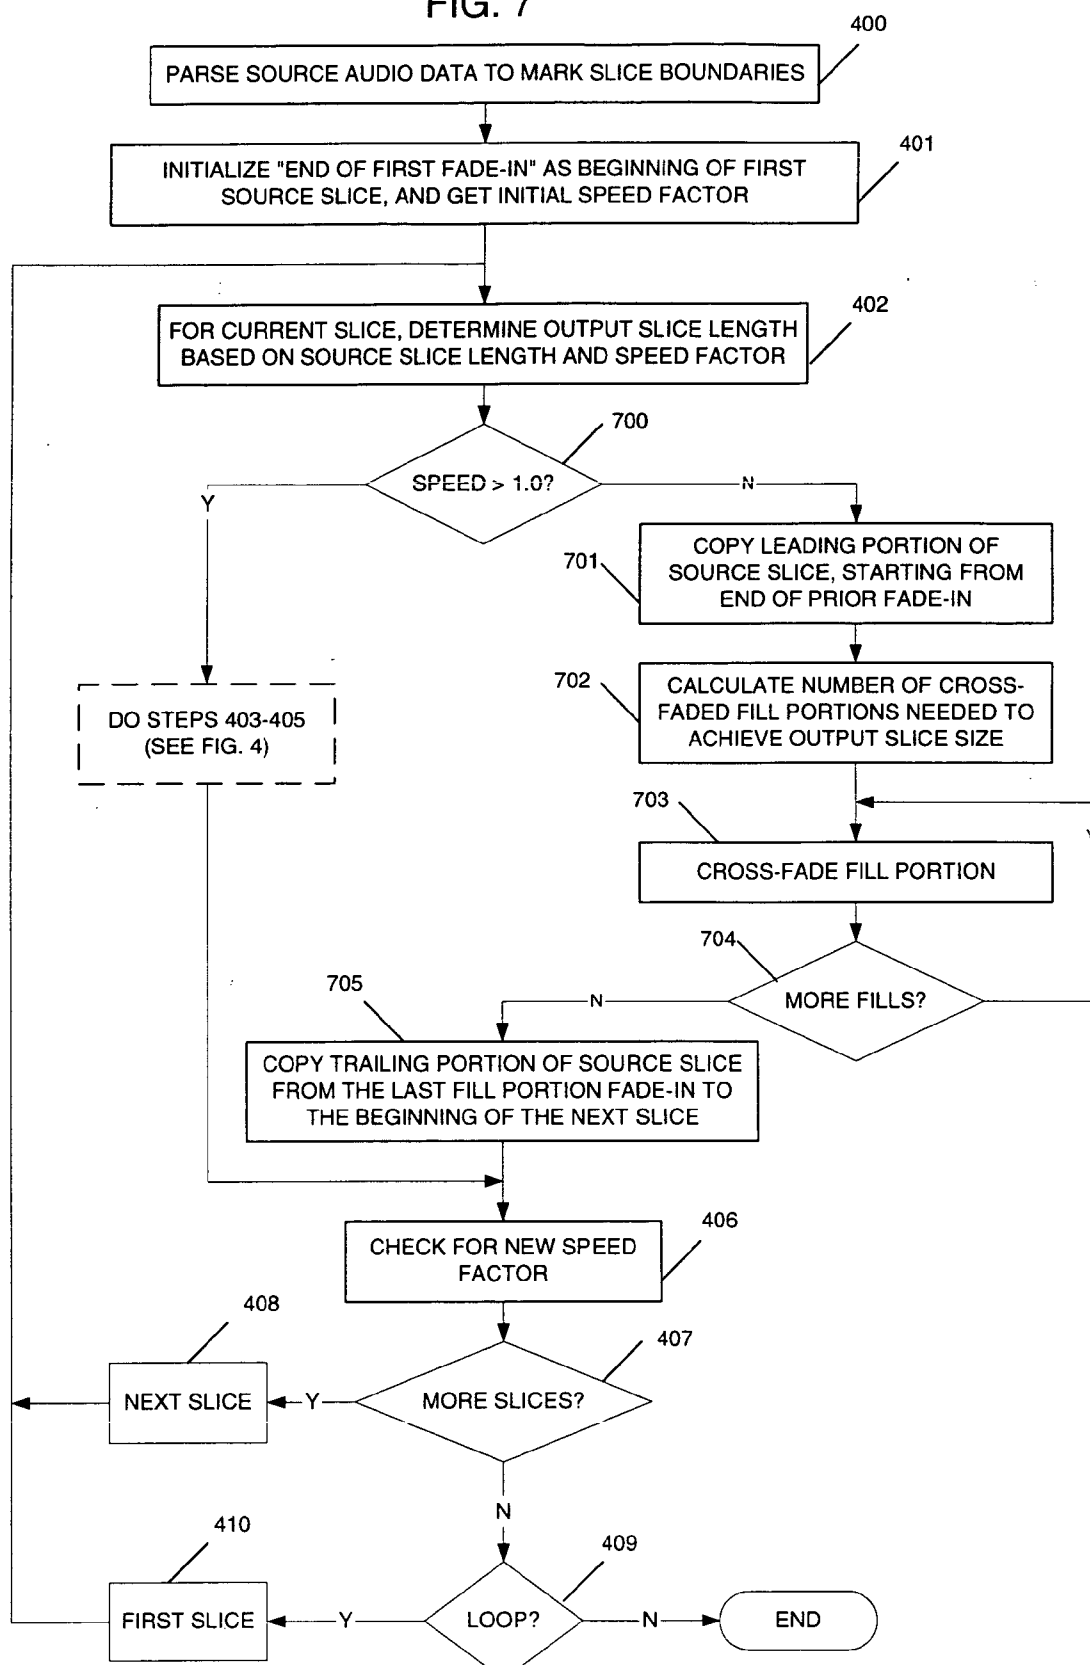 FIG. 7
400
PARSE SOURCE AUDIO DATA TO MARK SLICE BOUNDARIES
401
INITIALIZE "END OF FIRST FADE-IN" AS BEGINNING OF FIRST
SOURCE SLICE, AND GET INITIAL SPEED FACTOR
402
FOR CURRENT SLICE, DETERMINE OUTPUT SLICE LENGTH
BASED ON SOURCE SLICE LENGTH AND SPEED FACTOR
700
SPEED > 1.0?
Y
N
701
COPY LEADING PORTION OF
SOURCE SLICE, STARTING FROM
END OF PRIOR FADE-IN
702
CALCULATE NUMBER OF CROSS-
FADED FILL PORTIONS NEEDED TO
ACHIEVE OUTPUT SLICE SIZE
DO STEPS 403-405
(SEE FIG. 4)
703
Y
CROSS-FADE FILL PORTION
704
MORE FILLS?
N
705
COPY TRAILING PORTION OF SOURCE SLICE
FROM THE LAST FILL PORTION FADE-IN TO
THE BEGINNING OF THE NEXT SLICE
406
CHECK FOR NEW SPEED
FACTOR
408
407
NEXT SLICE
Y
MORE SLICES?
N
410
409
FIRST SLICE
Y
LOOP?
N
END